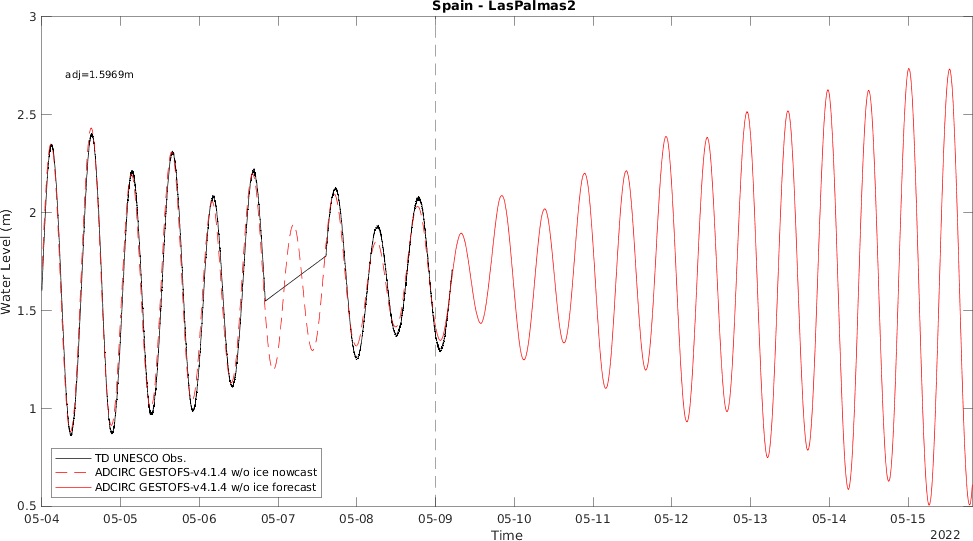 Spain - LasPalmas2
adj=1.5969m
3
2.5
2
1.5
1
0.5
Water Level (m)
TD UNESCO Obs.
ADCIRC GESTOFS-v4.1.4 w/o ice nowcast
ADCIRC GESTOFS-v4.1.4 w/o ice forecast
05-04 05-05 05-06 05-07 05-08 05-09 05-10 05-11 05-12 05-13 05-14 05-15
Time
2022